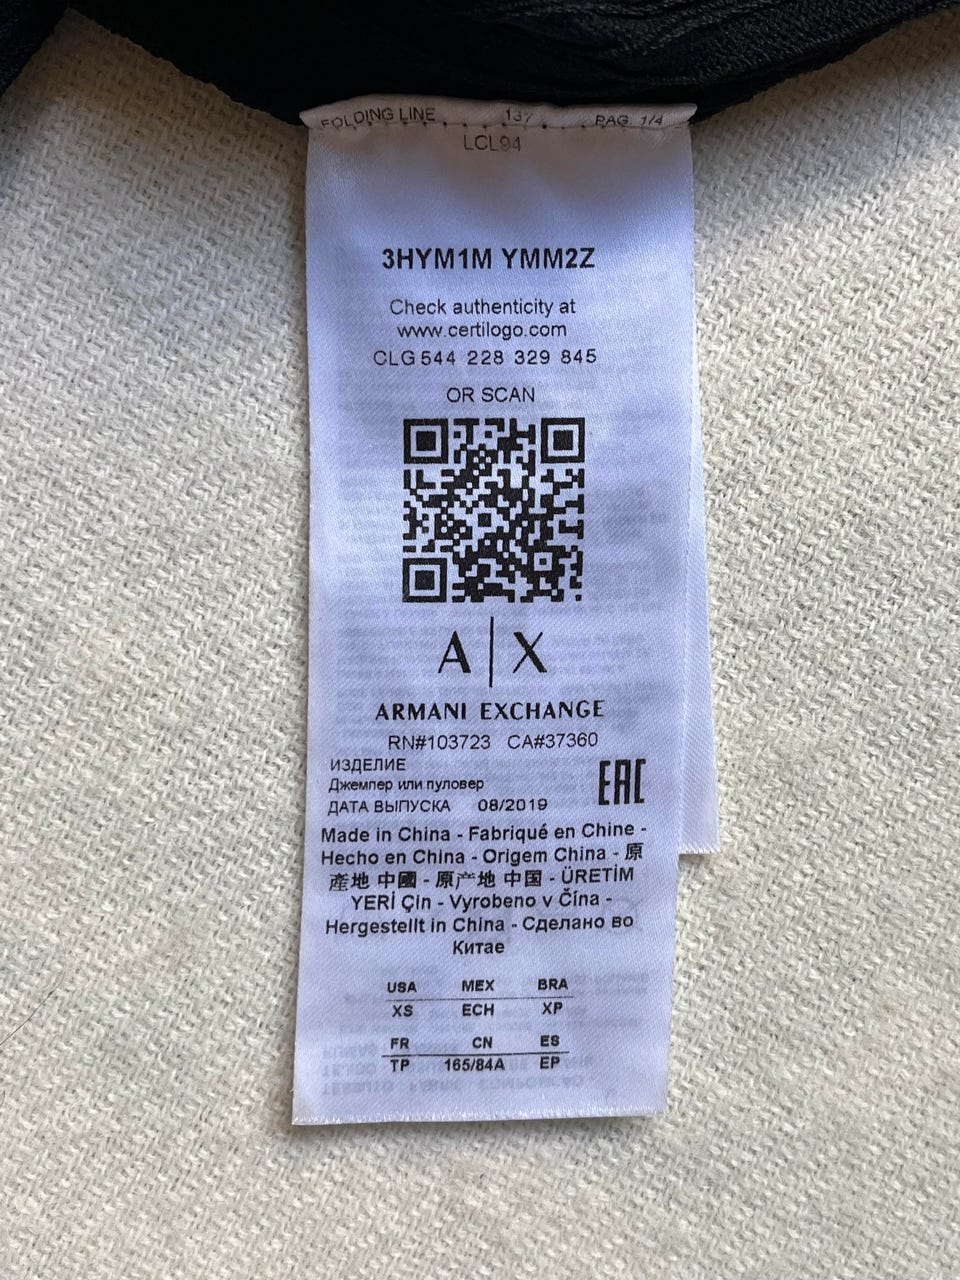 FOLDING LINE 137 PAG. 1/4
LCL94
3HYM1M YMM2Z
Check authenticity at
www.certilogo.com
CLG 544 228 329 845
OR SCAN
A|X
ARMANI EXCHANGE
RN#103723 CA#37360
ИЗДЕЛИЕ
Джемпер или пуловер
EAC
ДАТА ВЫПУСКА 08/2019
Made in China - Fabriqué en Chine -
Hecho en China - Origem China - 原
產地 中國 - 原产地 中国 - ÜRETİM
YERİ Çin - Vyrobeno v Čína -
Hergestellt in China - Сделано во
Китае
USA MEX BRA
XS ECH XP
FR CN ES
TP 165/84A EP